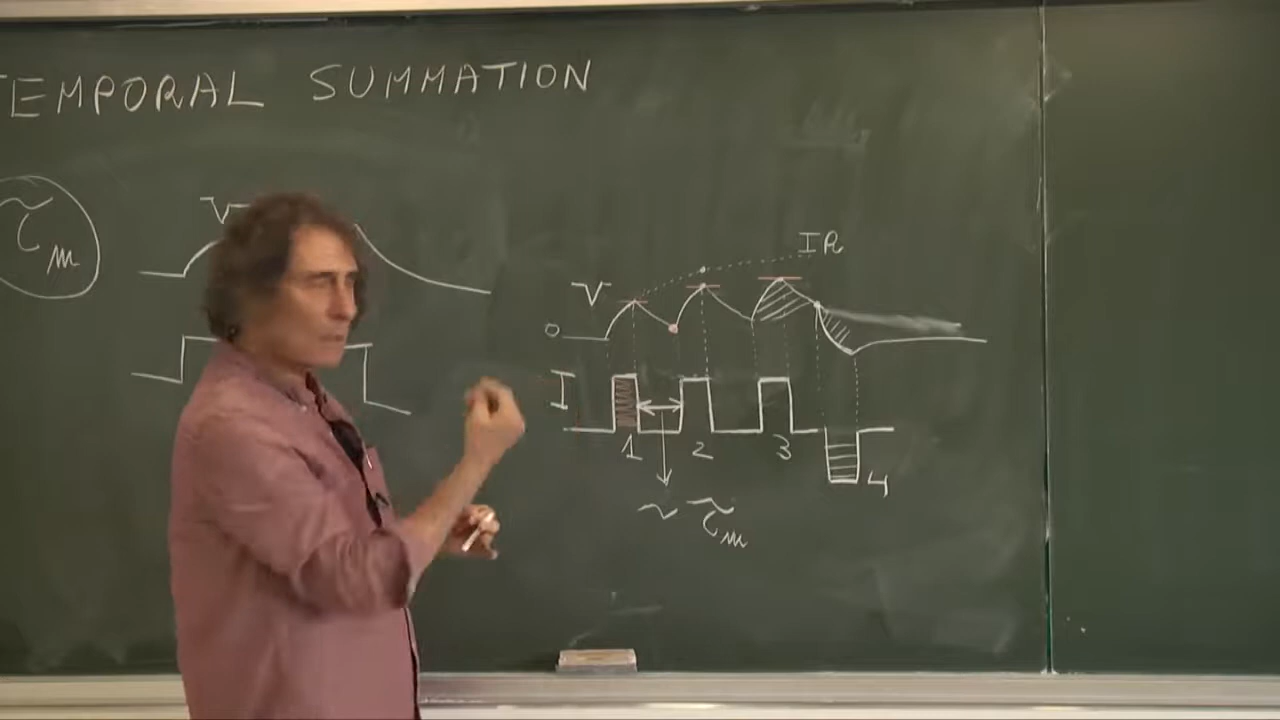 TEMPORAL SUMMATION
τm
V
IR
V
0
I
1 2 3
4
~ τm